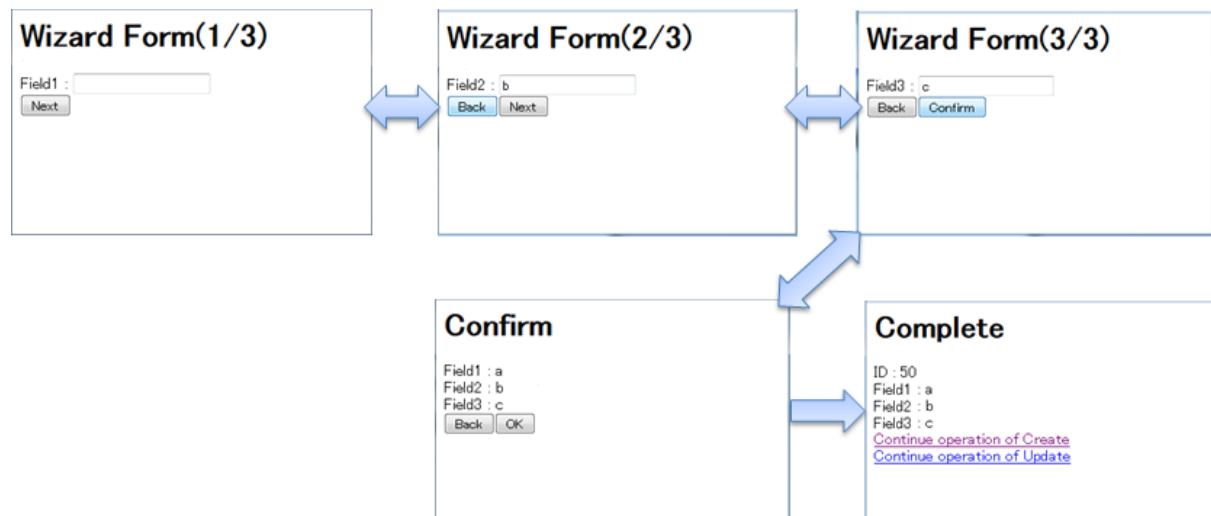 Wizard Form(1/3)
Field1 :
Next
Wizard Form(2/3)
Field2 : b
Back Next
Wizard Form(3/3)
Field3 : c
Back Confirm
Confirm
Field1 : a
Field2 : b
Field3 : c
Back OK
Complete
ID : 50
Field1 : a
Field2 : b
Field3 : c
Continue operation of Create
Continue operation of Update